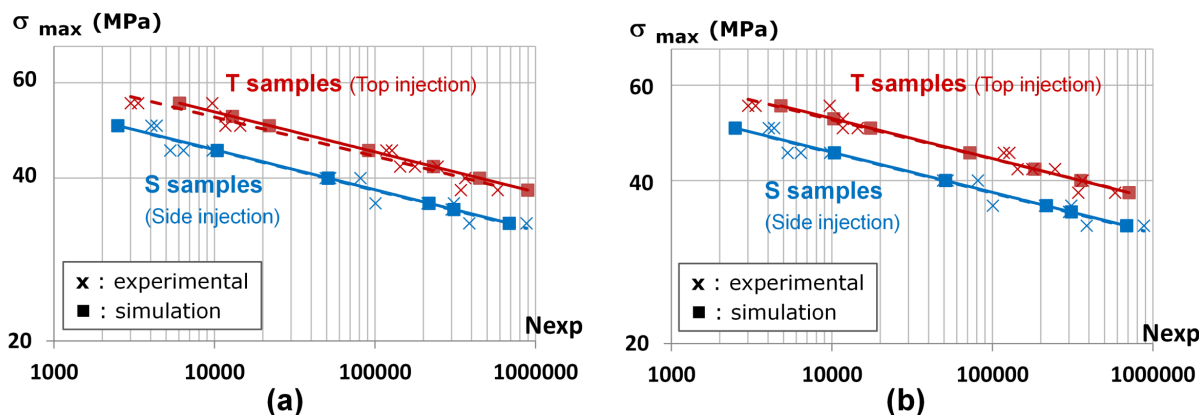 σ max (MPa)
60
T samples (Top injection)
40
S samples
(Side injection)
x : experimental
■ : simulation
Nexp
20
1000 10000 100000 1000000
(a)
σ max (MPa)
60
T samples (Top injection)
40
S samples
(Side injection)
x : experimental
■ : simulation
Nexp
20
1000 10000 100000 1000000
(b)